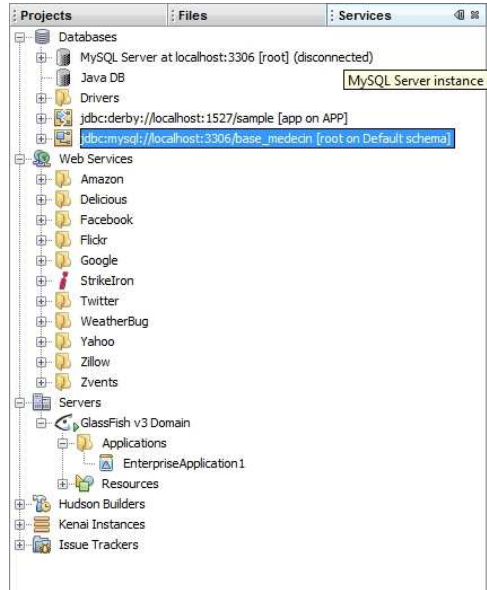 Projects Files Services
Databases
MySQL Server at localhost:3306 [root] (disconnected)
Java DB
MySQL Server instance
Drivers
jdbc:derby://localhost:1527/sample [app on APP]
jdbc:mysql://localhost:3306/base_medecin [root on Default schema]
Web Services
Amazon
Delicious
Facebook
Flickr
Google
StrikeIron
Twitter
WeatherBug
Yahoo
Zillow
Zvents
Servers
GlassFish v3 Domain
Applications
EnterpriseApplication1
Resources
Hudson Builders
Kenai Instances
Issue Trackers